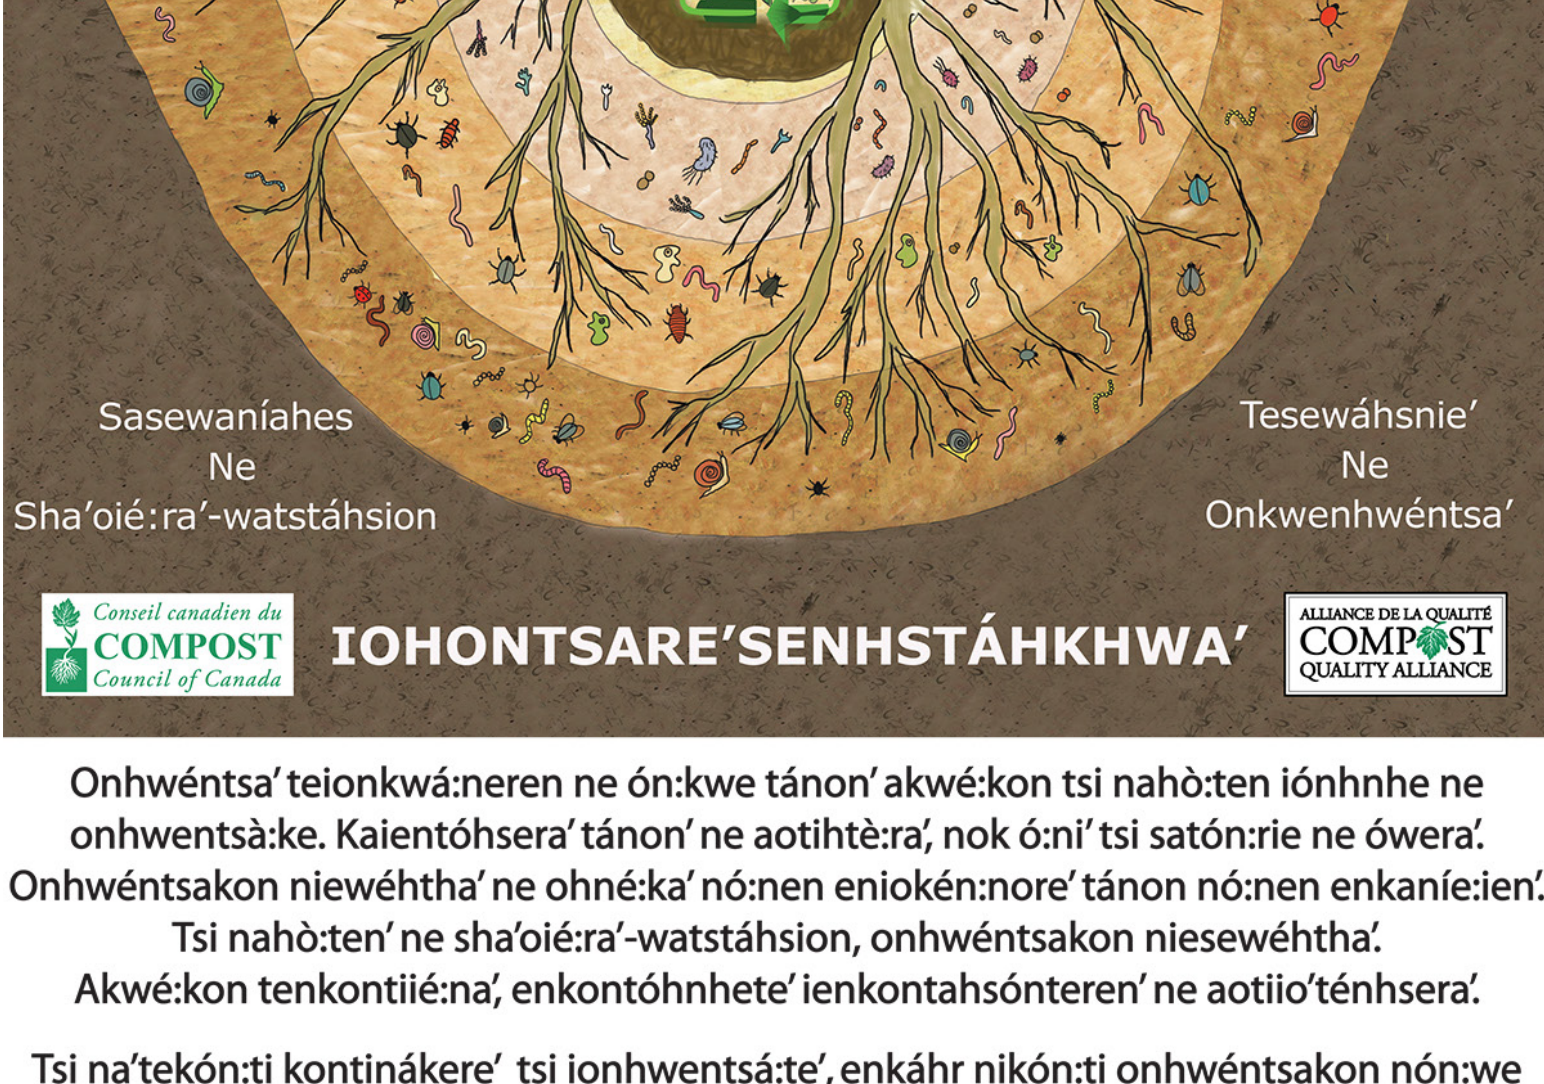 Sasewaníahes
Ne
Sha’oié:ra’-watstáhsion
Tesewáhsnie’
Ne
Onkwenhwéntsa’
Conseil canadien du
COMPOST
Council of Canada
IOHONTSARE’SENHSTÁHKHWA’
ALLIANCE DE LA QUALITÉ
COMPOST
QUALITY ALLIANCE
Onhwéntsa’ teionkwá:neren ne ón:kwe tánon’ akwé:kon tsi nahò:ten iónhnhe ne
onhwentsà:ke. Kaientóhsera’ tánon’ ne aotihtè:ra’, nok ó:ni’ tsi satón:rie ne ówera’.
Onhwéntsakon niewéhtha’ ne ohné:ka’ nó:nen eniokén:nore’ tánon nó:nen enkaníe:ien’.
Tsi nahò:ten’ ne sha’oié:ra’-watstáhsion, onhwéntsakon niesewéhtha’.
Akwé:kon tenkontiié:na’, enkontóhnhete’ ienkontahsónteren’ ne aotiio’ténhsera’.
Tsi na’tekón:ti kontinákere’ tsi ionhwentsá:te’, enkáhr nikón:ti onhwéntsakon nón:we